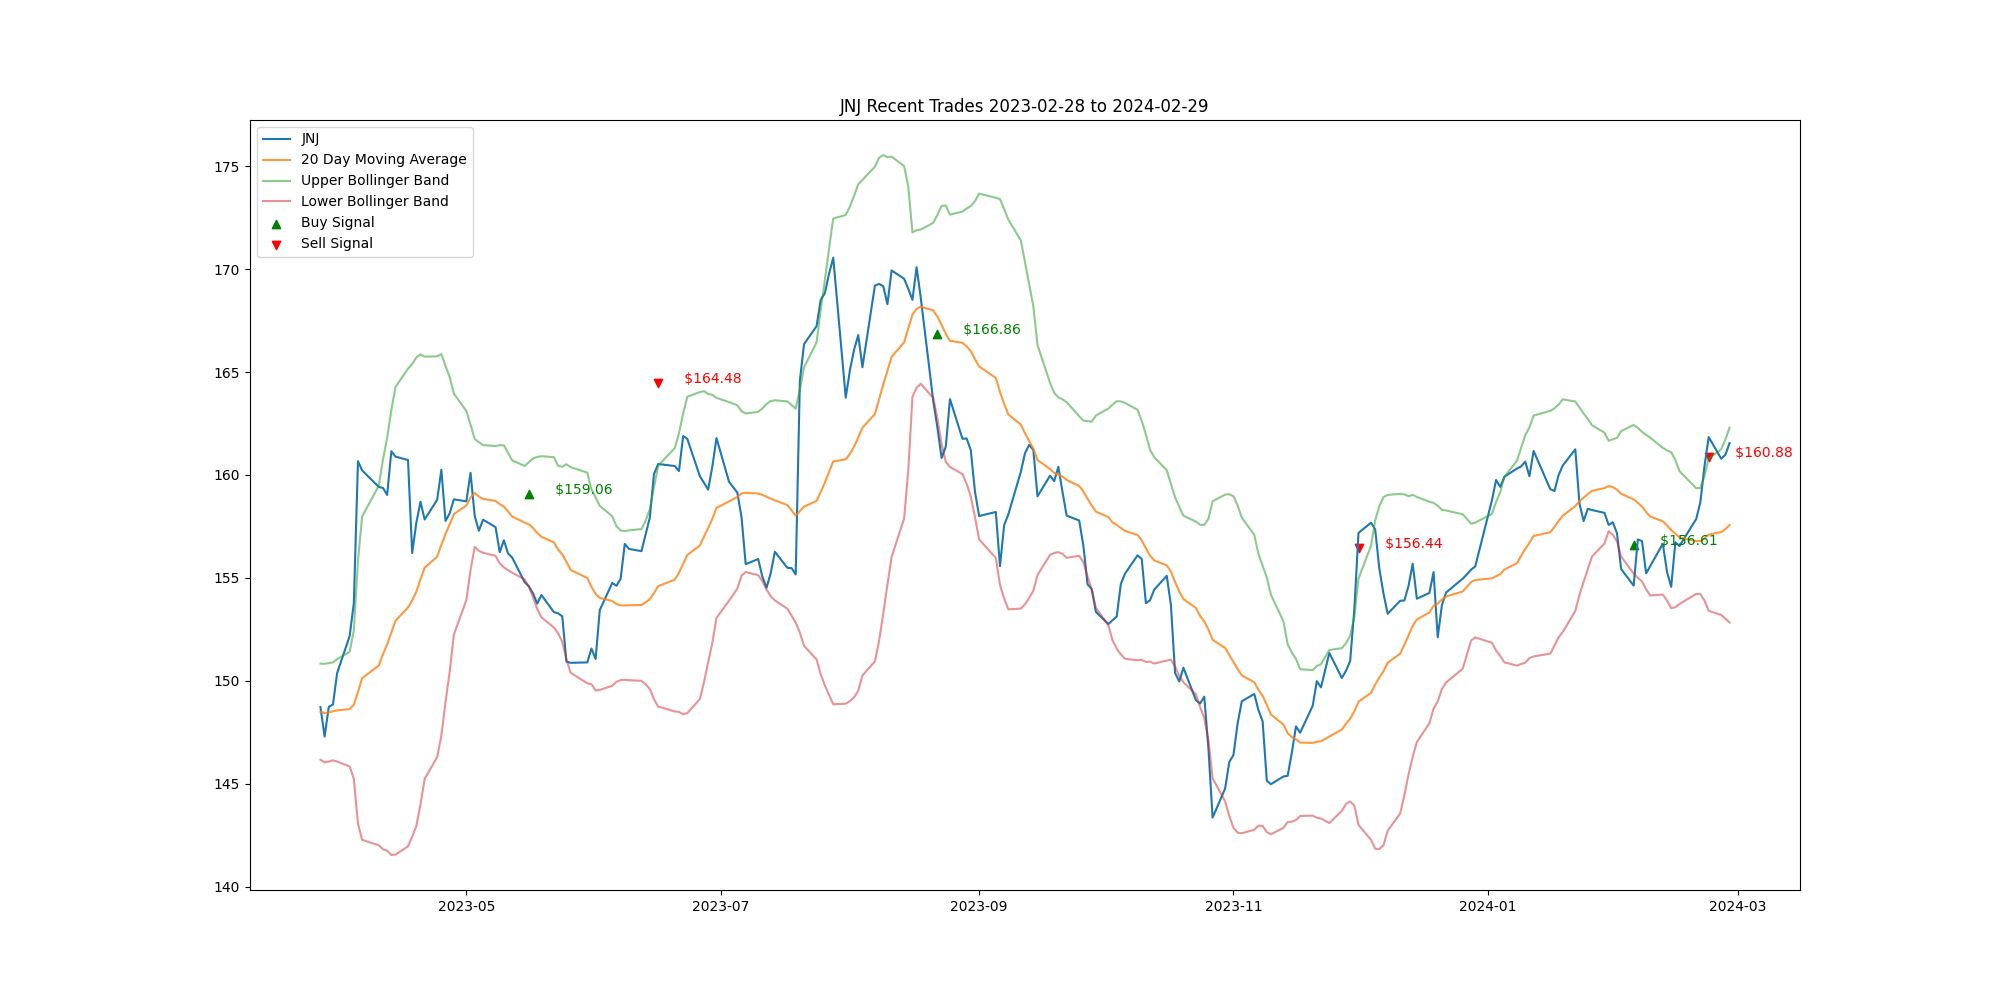 JNJ Recent Trades 2023-02-28 to 2024-02-29
JNJ
20 Day Moving Average
Upper Bollinger Band
Lower Bollinger Band
Buy Signal
Sell Signal
175
170
165
160
155
150
145
140
$159.06
$164.48
$166.86
$156.44
$156.61
$160.88
2023-05
2023-07
2023-09
2023-11
2024-01
2024-03